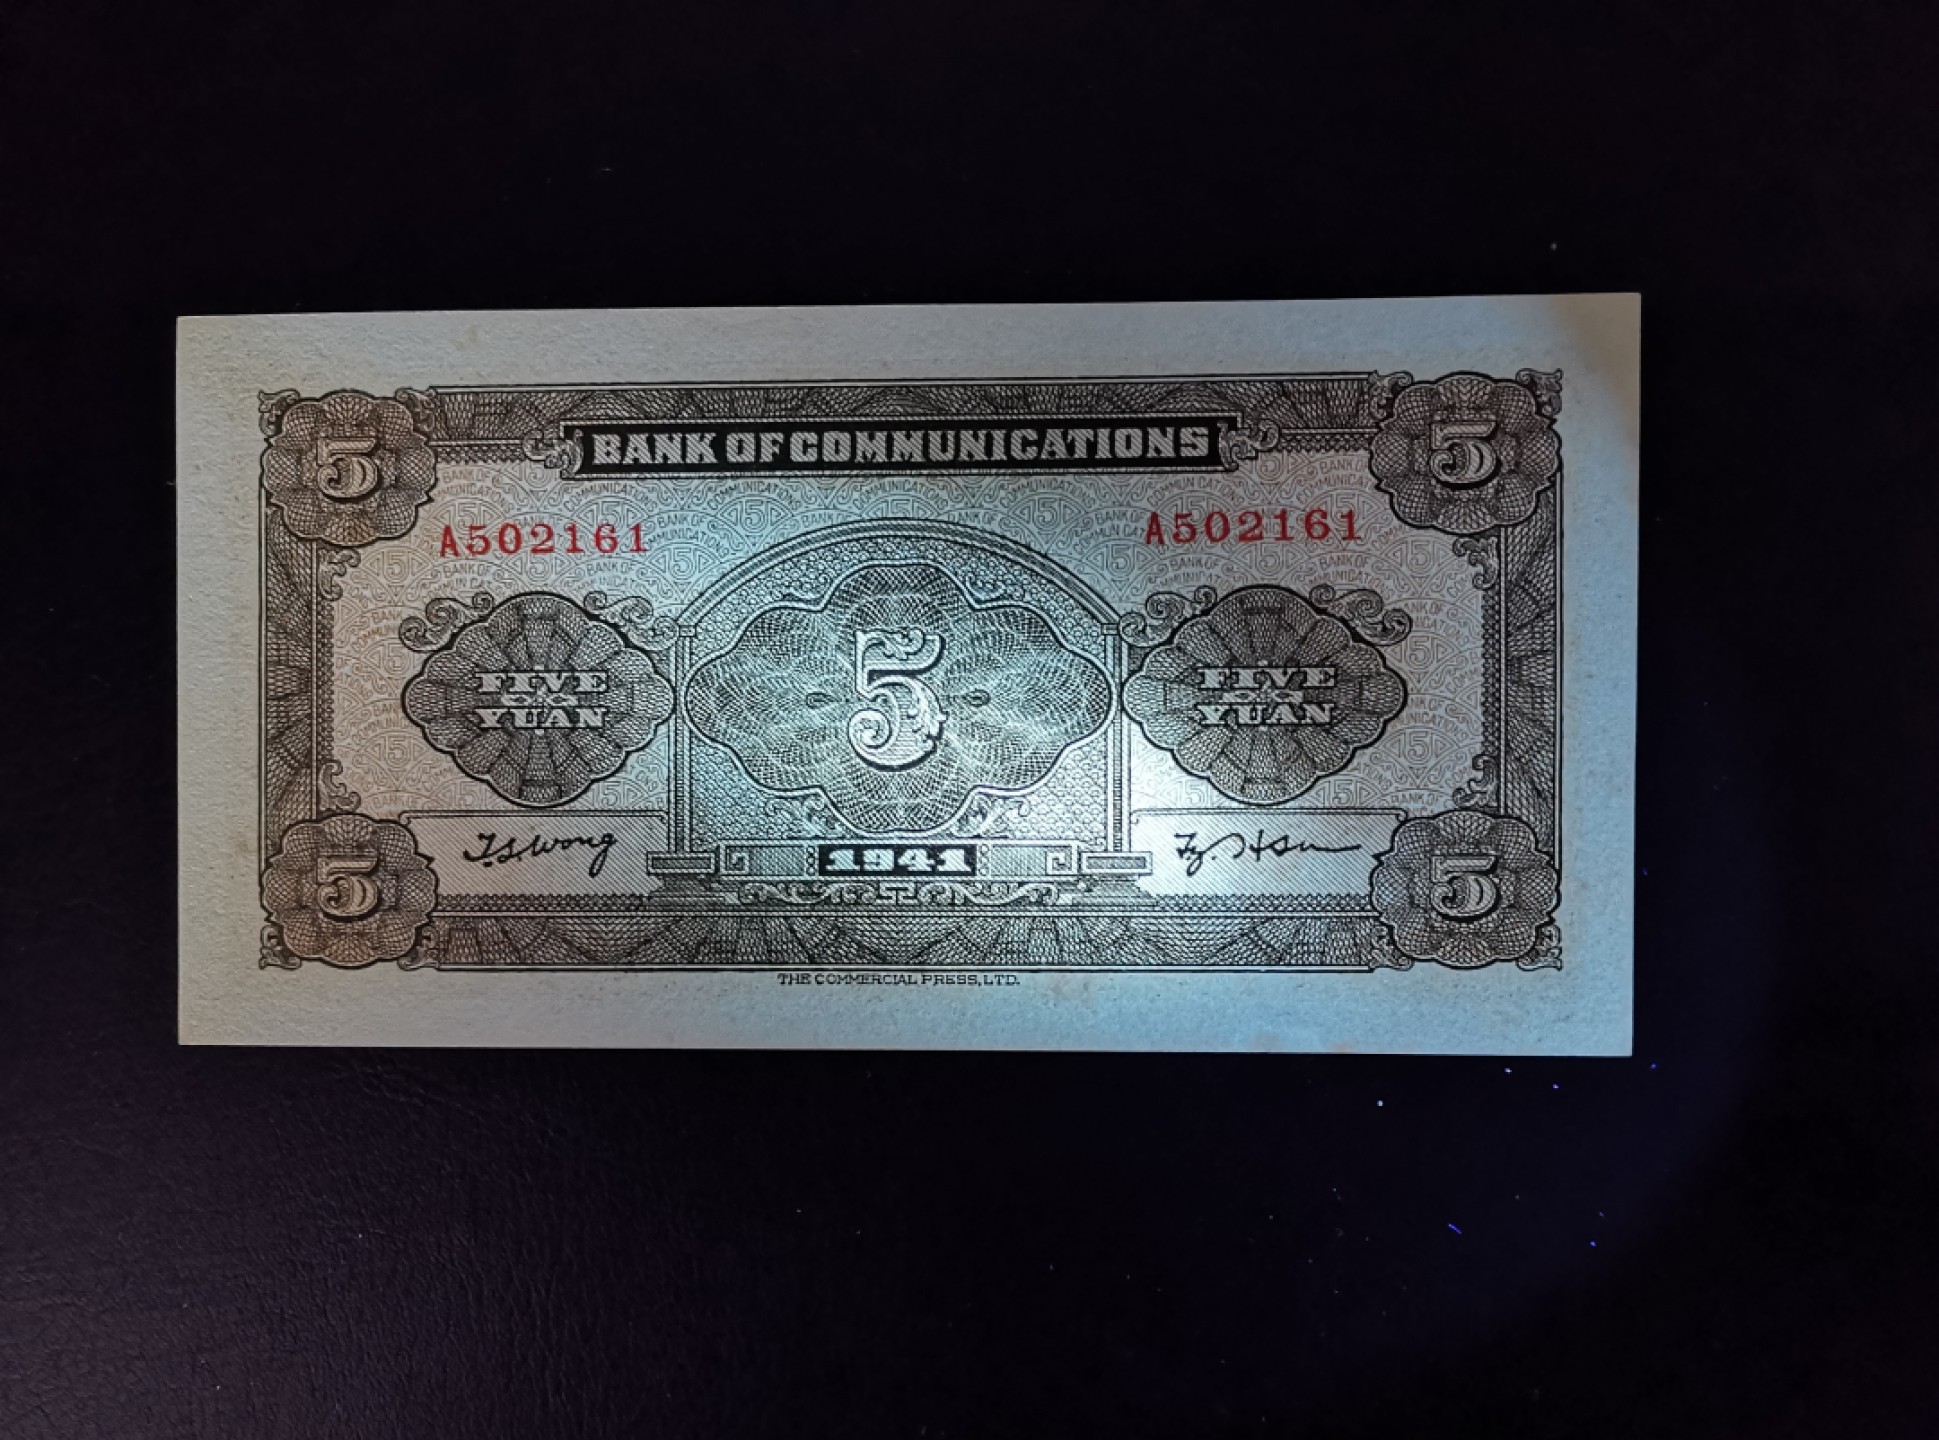 5 5
BANK OF COMMUNICATIONS
A502161 A502161
FIVE YUAN
5
FIVE YUAN
T.S.Wong
1941
5 5
THE COMMERCIAL PRESS, LTD.